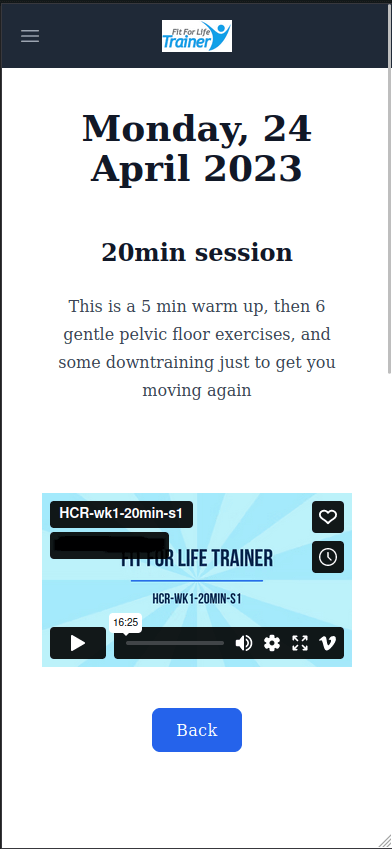 Fit For Life
Trainer
Monday, 24
April 2023
20min session
This is a 5 min warm up, then 6
gentle pelvic floor exercises, and
some downtraining just to get you
moving again
HCR-wk1-20min-s1
FIT FOR LIFE TRAINER
HCR-WK1-20MIN-S1
16:25
Back